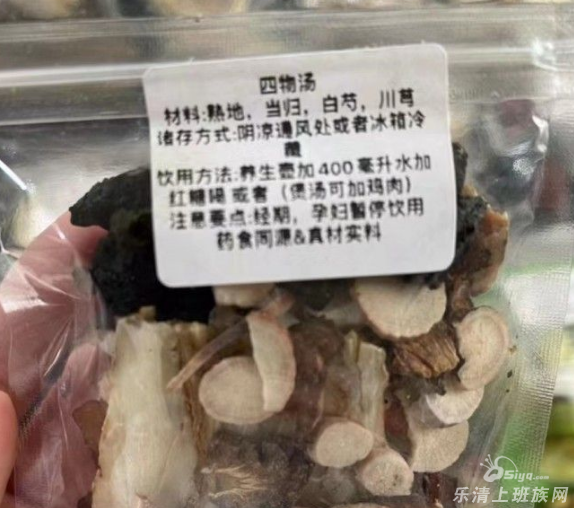 四物汤
材料:熟地，当归，白芍，川芎
诸存方式:阴凉通风处或者冰箱冷
藏
饮用方法:养生壶加400毫升水加
红糖喝或者（煲汤可加鸡肉）
注意要点:经期，孕妇暂停饮用
药食同源&真材实料
Siyq.com
乐清上班族网